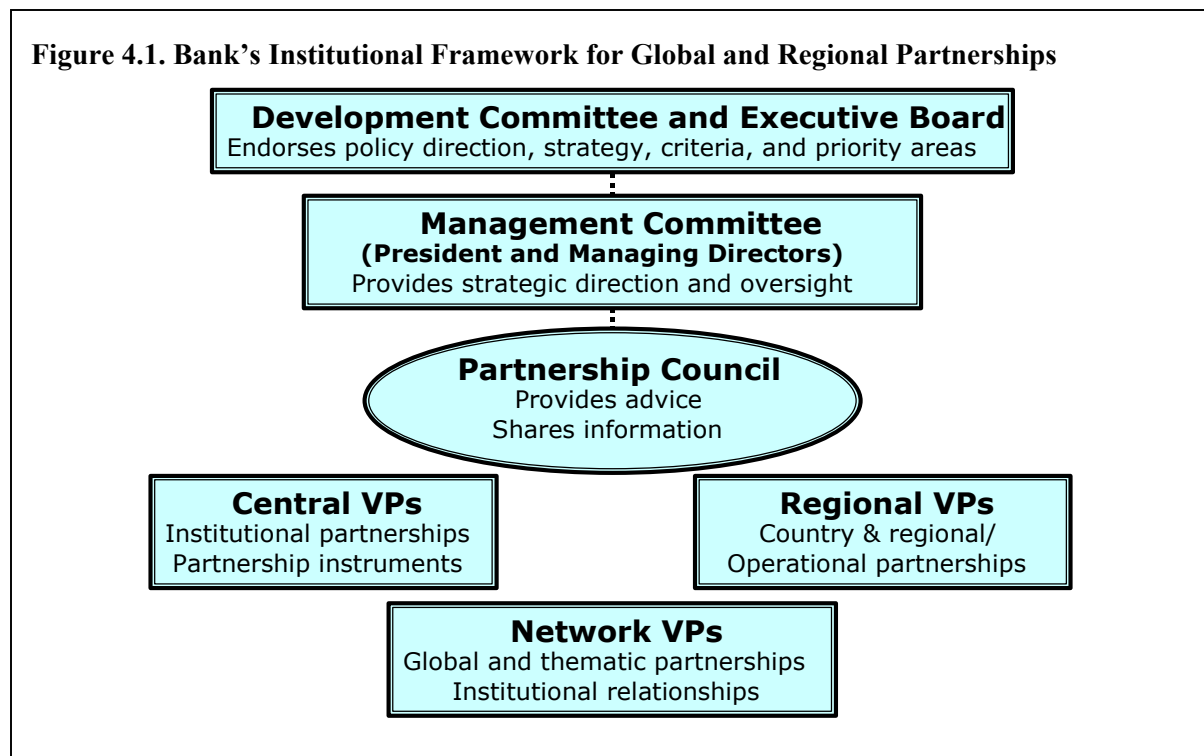 Figure 4.1. Bank’s Institutional Framework for Global and Regional Partnerships
Development Committee and Executive Board
Endorses policy direction, strategy, criteria, and priority areas
Management Committee
(President and Managing Directors)
Provides strategic direction and oversight
Partnership Council
Provides advice
Shares information
Central VPs
Institutional partnerships
Partnership instruments
Regional VPs
Country & regional/
Operational partnerships
Network VPs
Global and thematic partnerships
Institutional relationships